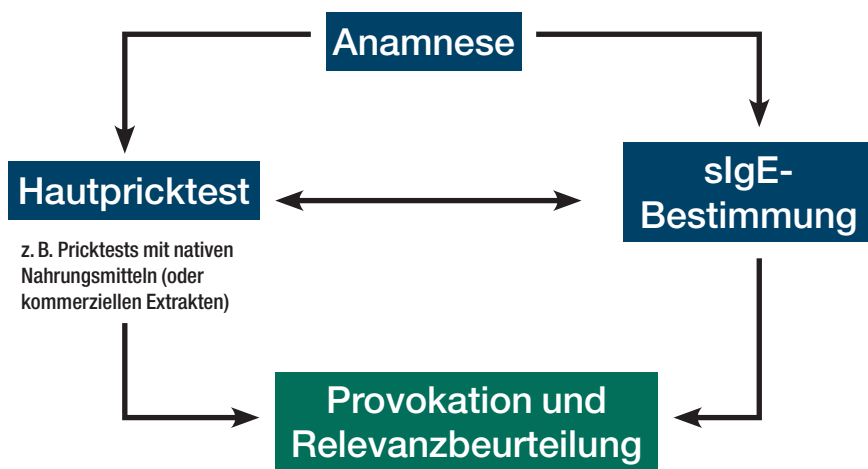 Anamnese
Hautpricktest
z. B. Pricktests mit nativen
Nahrungsmitteln (oder
kommerziellen Extrakten)
sIgE-
Bestimmung
Provokation und
Relevanzbeurteilung